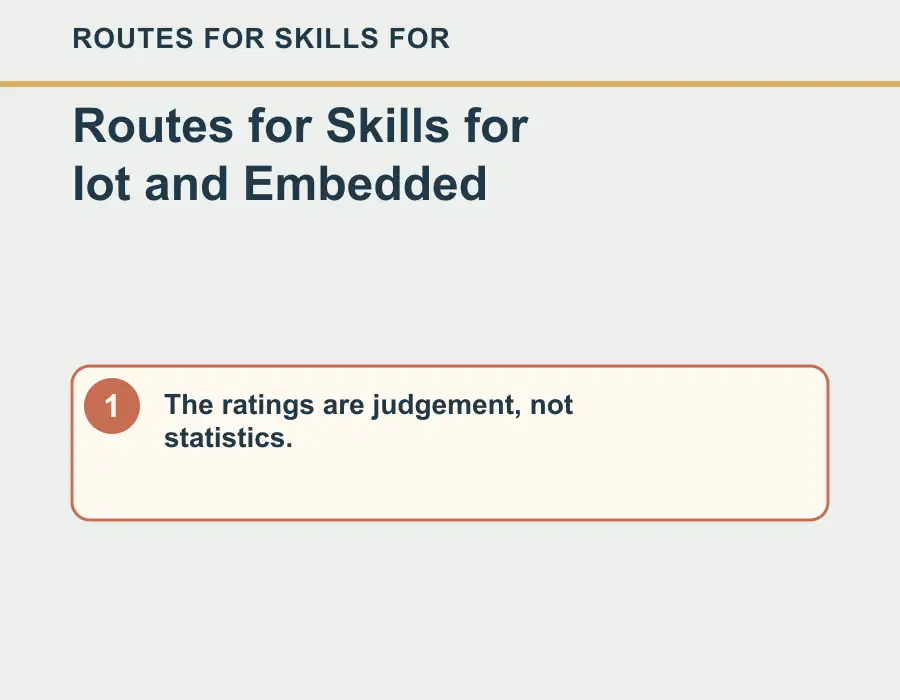 ROUTES FOR SKILLS FOR
Routes for Skills for
Iot and Embedded
1
The ratings are judgement, not
statistics.